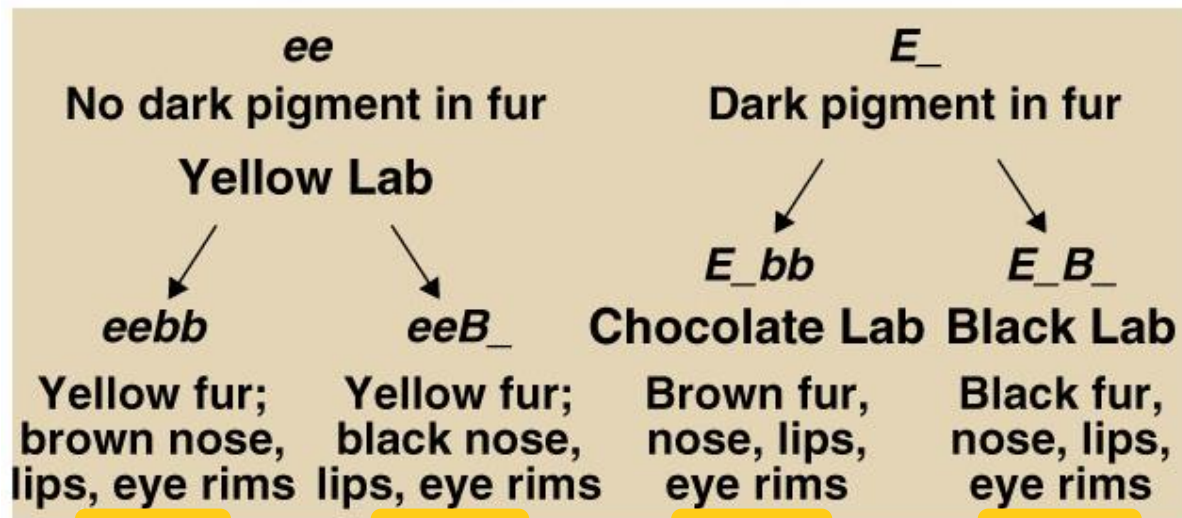 ee
No dark pigment in fur
Yellow Lab
eebb
Yellow fur;
brown nose,
lips, eye rims
eeB_
Yellow fur;
black nose,
lips, eye rims
E_
Dark pigment in fur
E_bb
Chocolate Lab
Brown fur,
nose, lips,
eye rims
E_B_
Black Lab
Black fur,
nose, lips,
eye rims